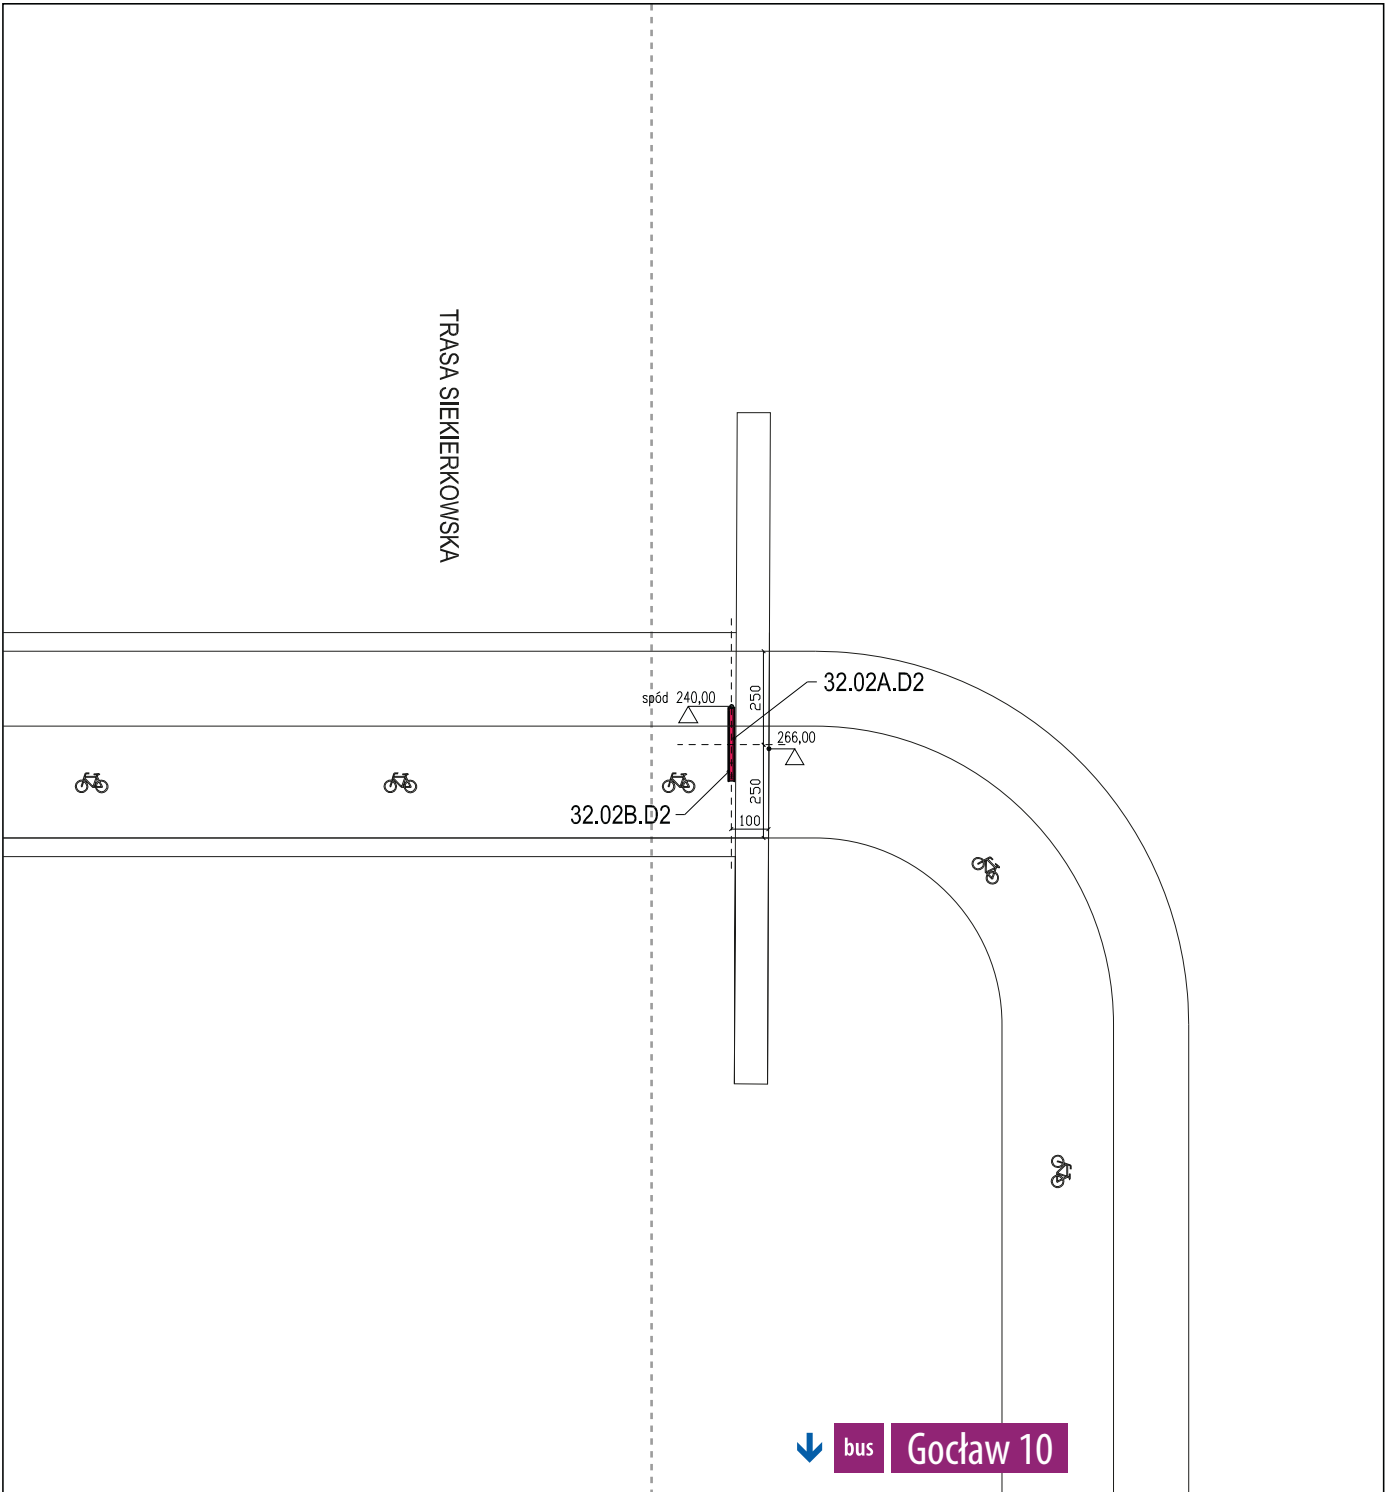 TRASA SIEKIERKOWSKA
32.02A.D2
spód 240,00
250
266,00
250
32.02B.D2
100
bus Gocław 10